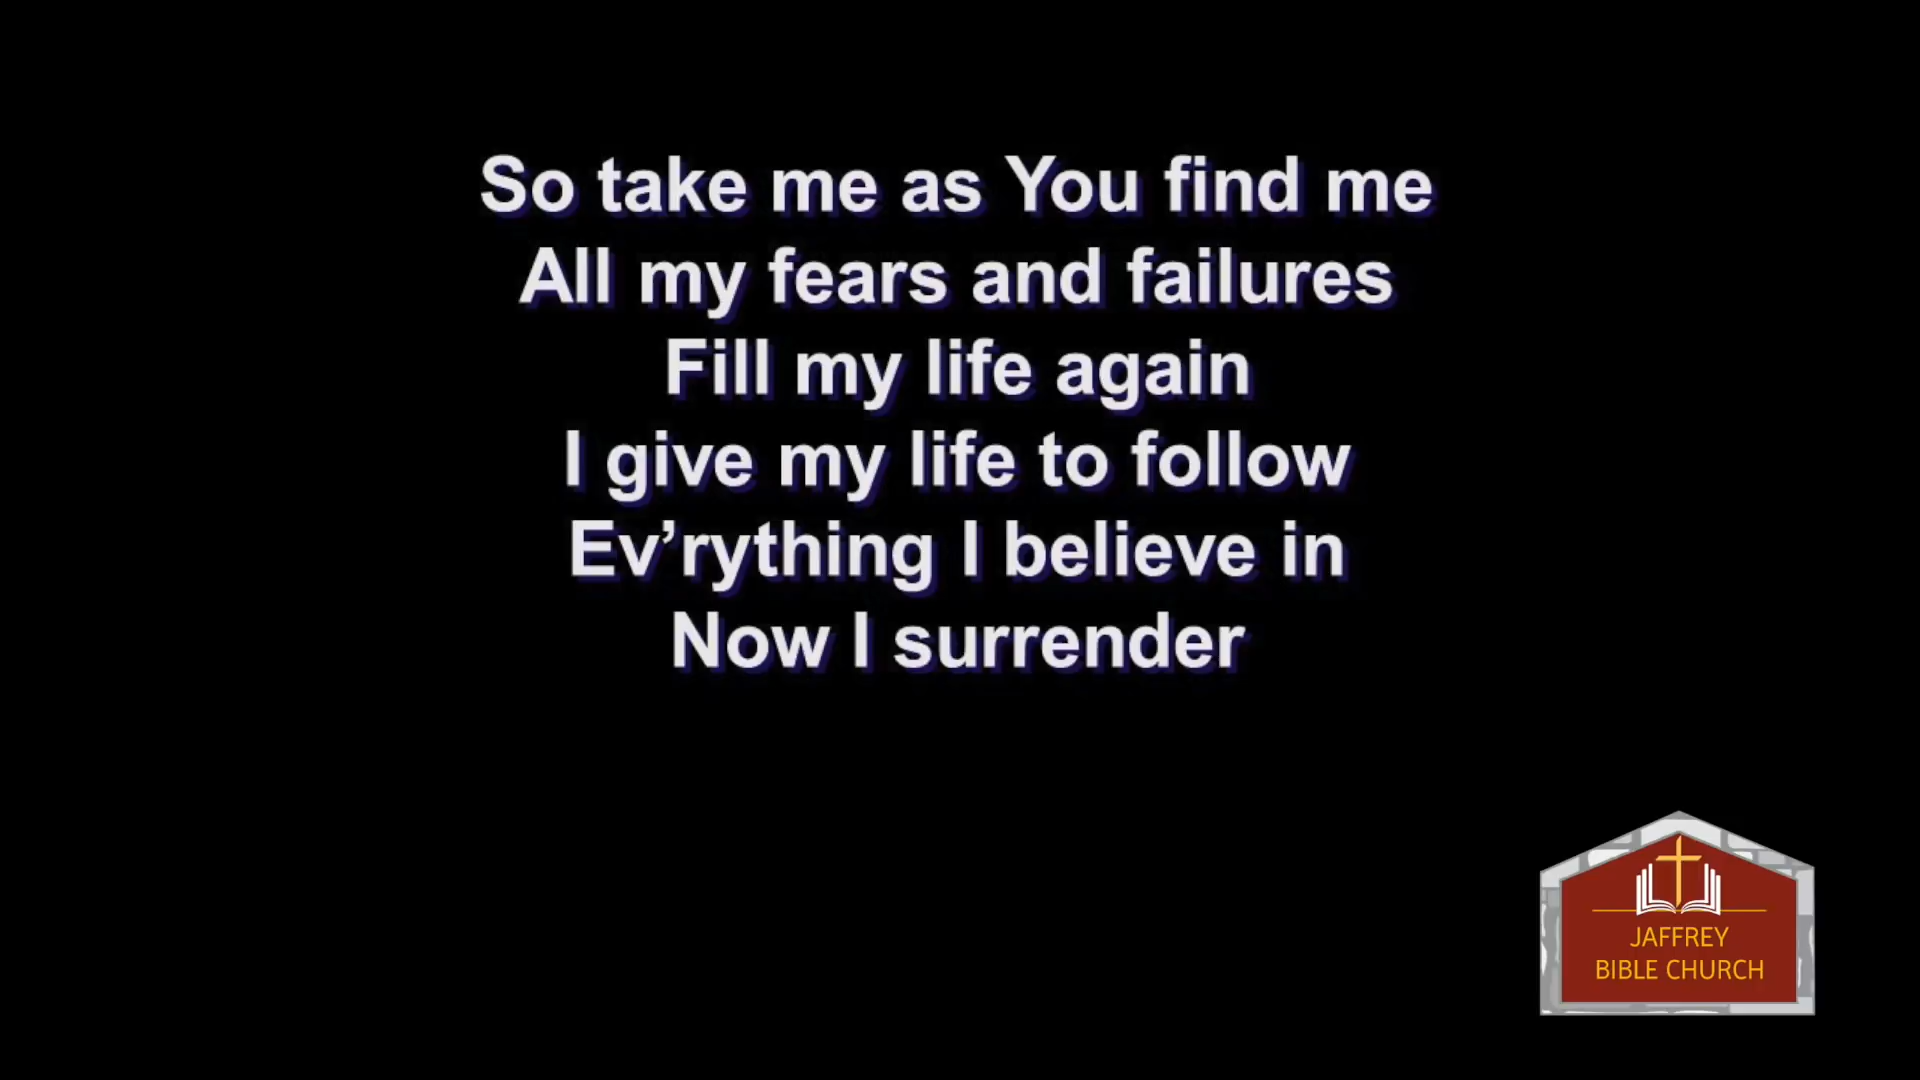 So take me as You find me
All my fears and failures
Fill my life again
I give my life to follow
Ev’rything I believe in
Now I surrender
JAFFREY
BIBLE CHURCH